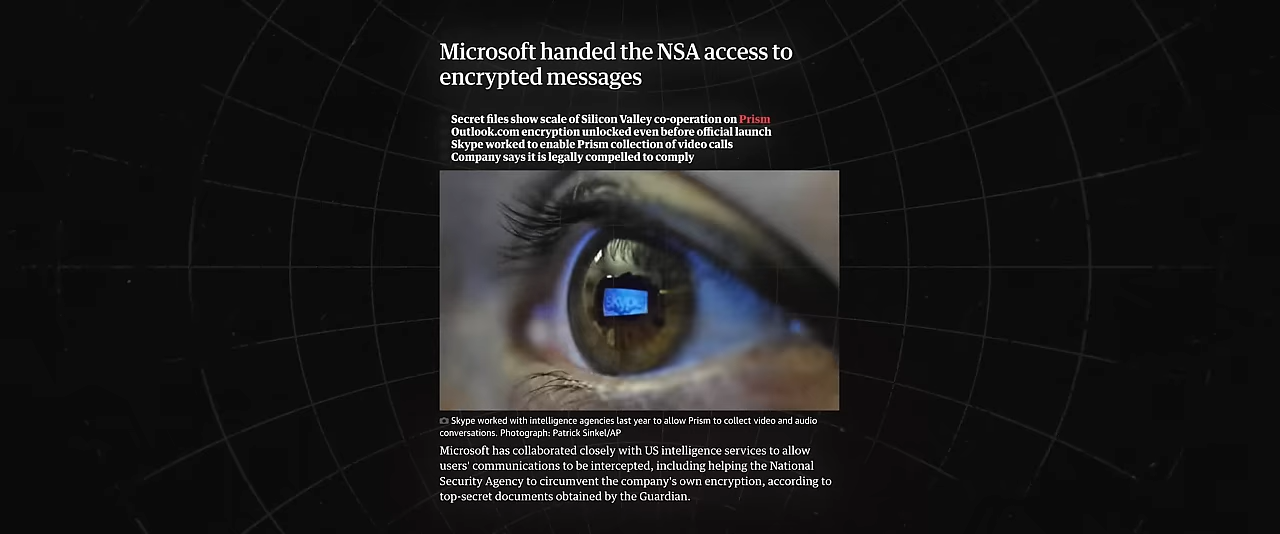 Microsoft handed the NSA access to
encrypted messages
Secret files show scale of Silicon Valley co-operation on Prism
Outlook.com encryption unlocked even before official launch
Skype worked to enable Prism collection of video calls
Company says it is legally compelled to comply
skype
Skype worked with intelligence agencies last year to allow Prism to collect video and audio
conversations. Photograph: Patrick Sinkel/AP
Microsoft has collaborated closely with US intelligence services to allow
users' communications to be intercepted, including helping the National
Security Agency to circumvent the company's own encryption, according to
top-secret documents obtained by the Guardian.